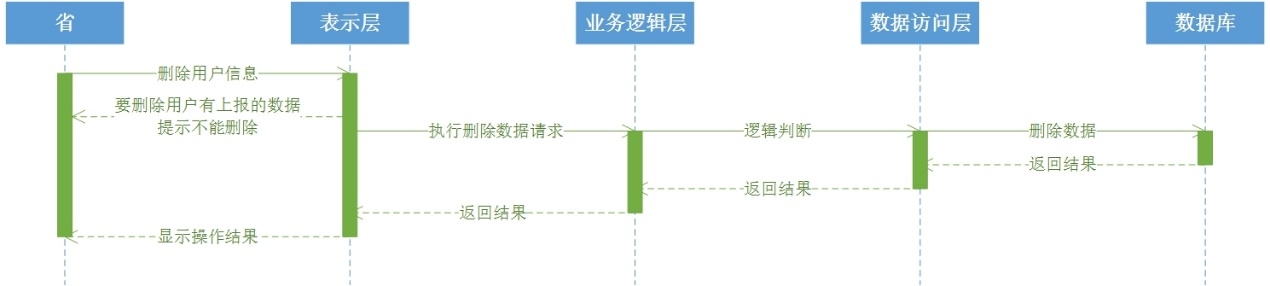 省
表示层
业务逻辑层
数据访问层
数据库
删除用户信息
要删除用户有上报的数据
提示不能删除
执行删除数据请求
逻辑判断
删除数据
返回结果
返回结果
返回结果
显示操作结果